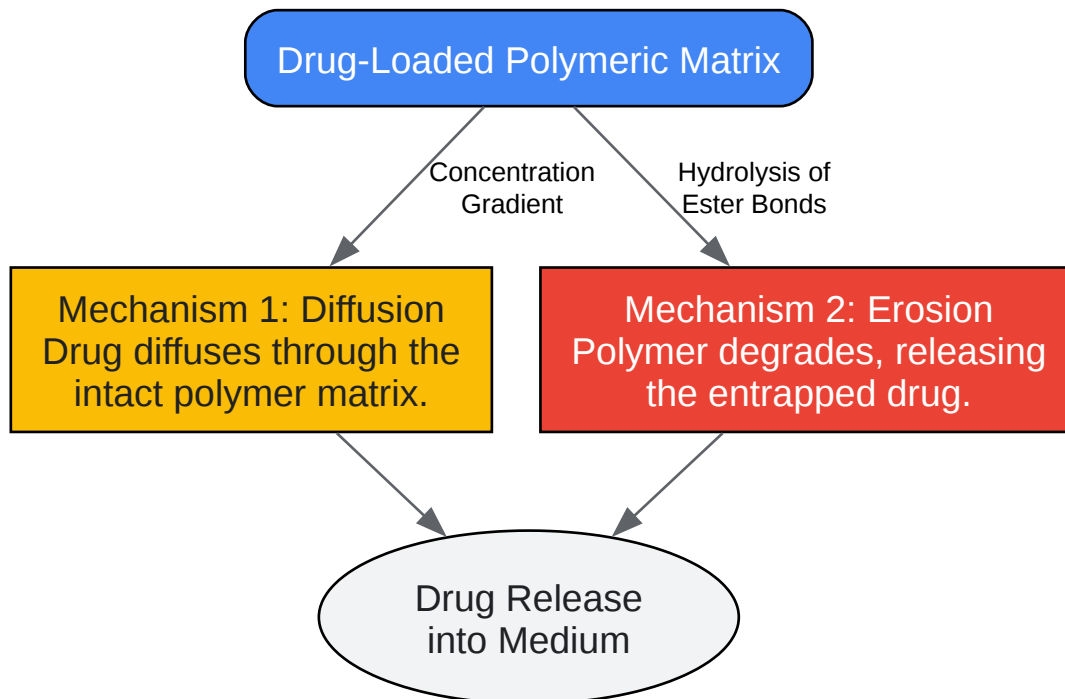 Drug-Loaded Polymeric Matrix
Concentration
Gradient
Hydrolysis of
Ester Bonds
Mechanism 1: Diffusion
Drug diffuses through the
intact polymer matrix.
Mechanism 2: Erosion
Polymer degrades, releasing
the entrapped drug.
Drug Release
into Medium